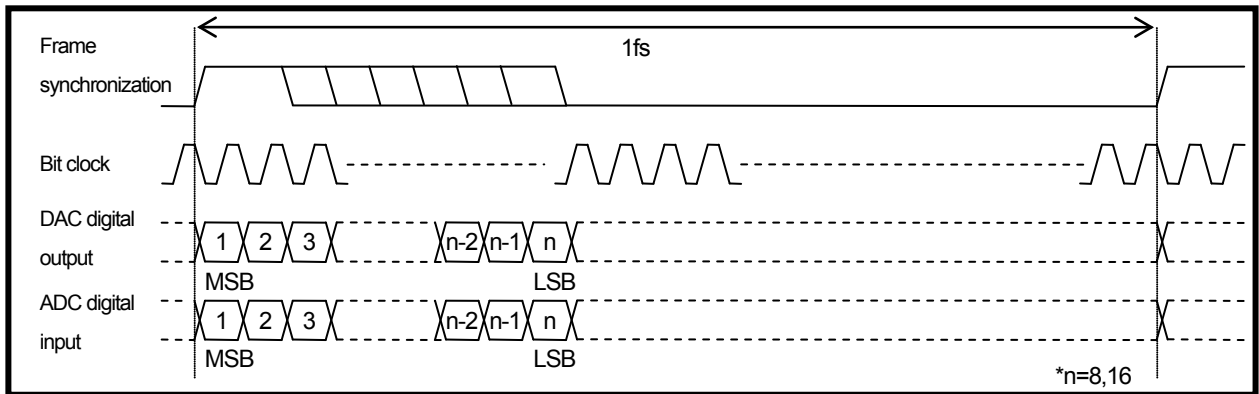 Frame
synchronization
1fs
Bit clock
DAC digital
output
1 2 3 n-2 n-1 n
MSB LSB
ADC digital
input
1 2 3 n-2 n-1 n
MSB LSB
*n=8,16